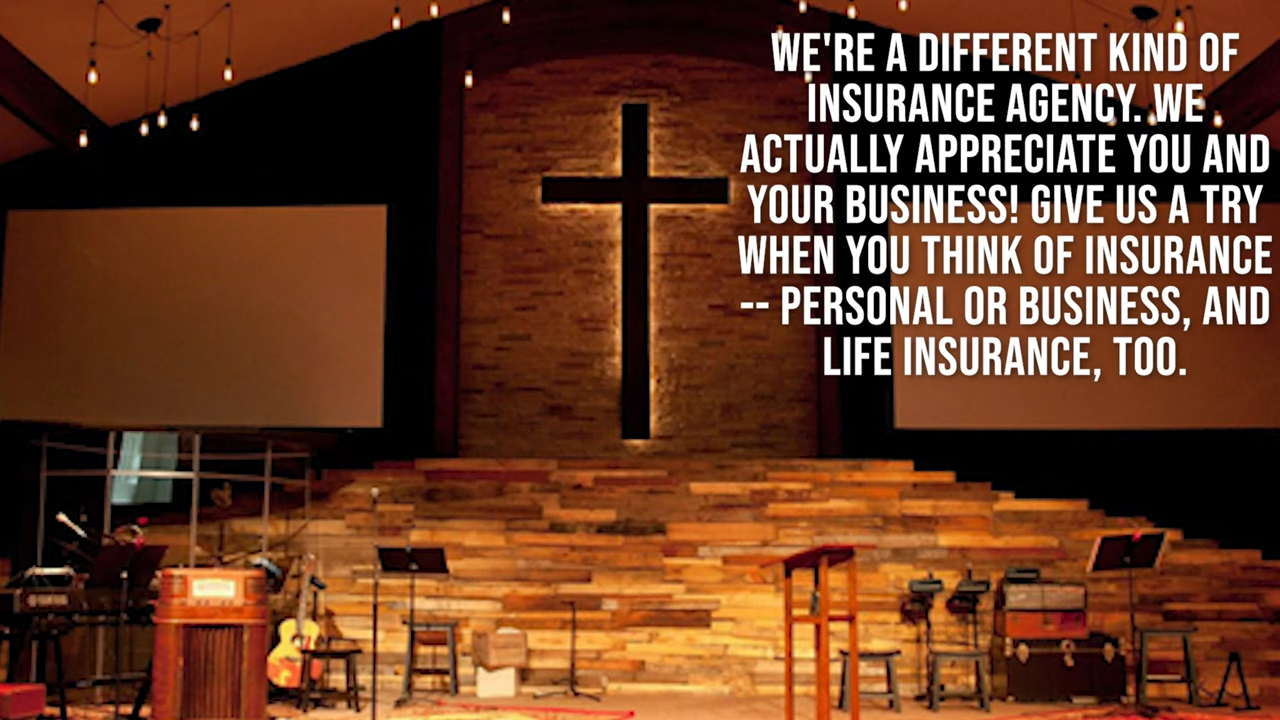 WE'RE A DIFFERENT KIND OF
INSURANCE AGENCY. WE
ACTUALLY APPRECIATE YOU AND
YOUR BUSINESS! GIVE US A TRY
WHEN YOU THINK OF INSURANCE
-- PERSONAL OR BUSINESS, AND
LIFE INSURANCE, TOO.